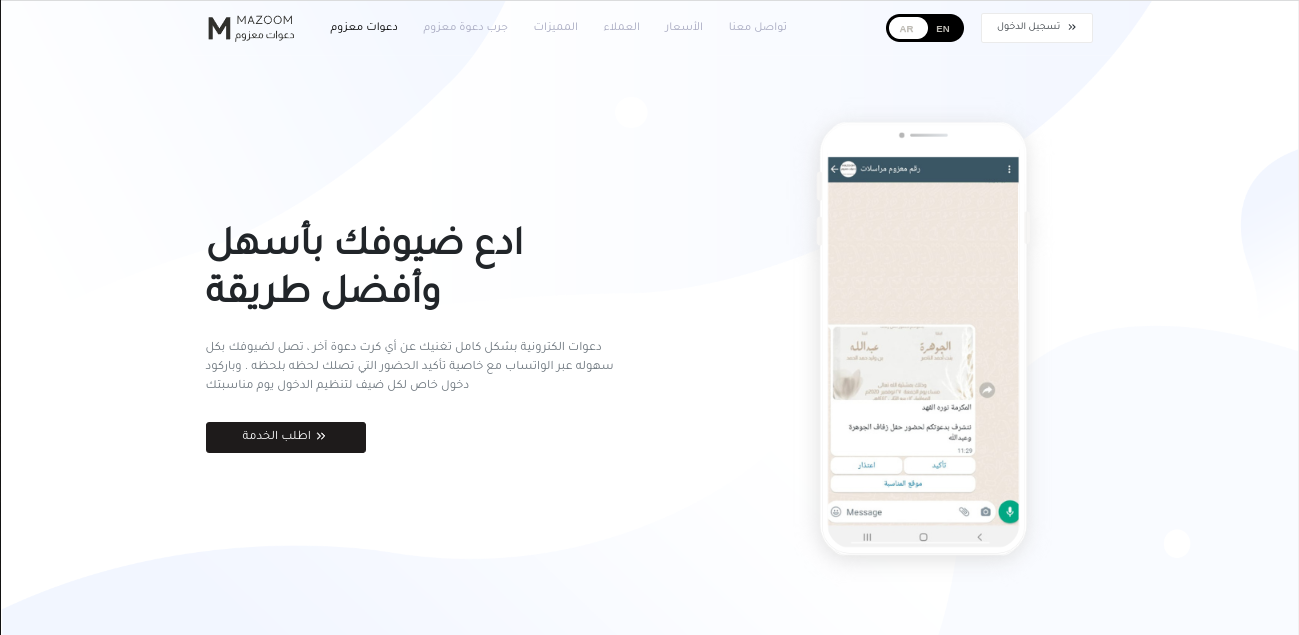 MAZOOM
دعوات معزوم
دعوات معزوم
جرب دعوة معزوم
المميزات
العملاء
الأسعار
تواصل معنا
AR
EN
تسجيل الدخول
ادع ضيوفك بأسهل
وأفضل طريقة
دعوات الكترونية بشكل كامل تغنيك عن أي كرت دعوة أخر . تصل لضيوفك بكل
سهوله عبر الواتساب مع خاصية تأكيد الحضور التي تصلك لحظه بلحظه . وباركود
دخول خاص لكل ضيف لتنظيم الدخول يوم مناسبتك
اطلب الخدمة
رقم معزوم مراسلات
الجوهرة
عبدالله
المكرمة نوره الفهد
نتشرف بدعوتكم لحضور حفل زفاف الجوهرة
وعبدالله
11:29
تأكيد
اعتذار
موقع المناسبة
Message